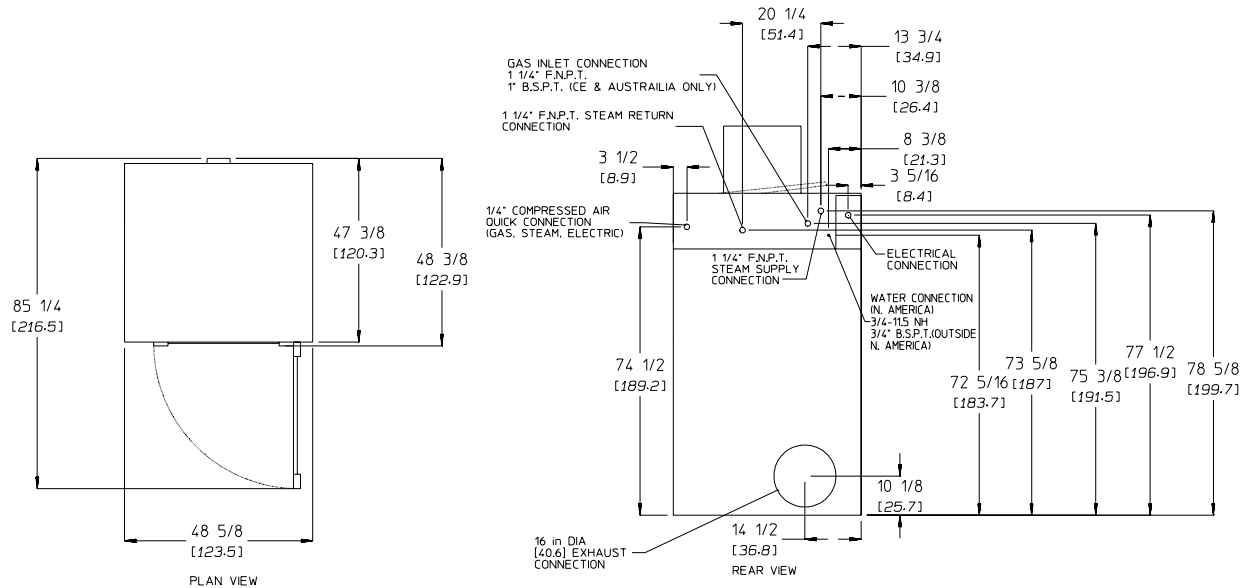 20 1/4
[51.4]
13 3/4
[34.9]
GAS INLET CONNECTION
1 1/4" F.N.P.T.
1" B.S.P.T. (CE & AUSTRAILIA ONLY)
10 3/8
[26.4]
1 1/4" F.N.P.T. STEAM RETURN
CONNECTION
8 3/8
[21.3]
3 1/2
[8.9]
3 5/16
[8.4]
1/4" COMPRESSED AIR
QUICK CONNECTION
(GAS, STEAM, ELECTRIC)
47 3/8
[120.3]
48 3/8
[122.9]
1 1/4" F.N.P.T.
STEAM SUPPLY
CONNECTION
ELECTRICAL
CONNECTION
85 1/4
[216.5]
WATER CONNECTION
(N. AMERICA)
3/4-11.5 NH
3/4" B.S.P.T.(OUTSIDE
N. AMERICA)
74 1/2
[189.2]
72 5/16
[183.7]
73 5/8
[187]
75 3/8
[191.5]
77 1/2
[196.9]
78 5/8
[199.7]
10 1/8
[25.7]
48 5/8
[123.5]
14 1/2
[36.8]
16 in DIA
[40.6] EXHAUST
CONNECTION
PLAN VIEW
REAR VIEW